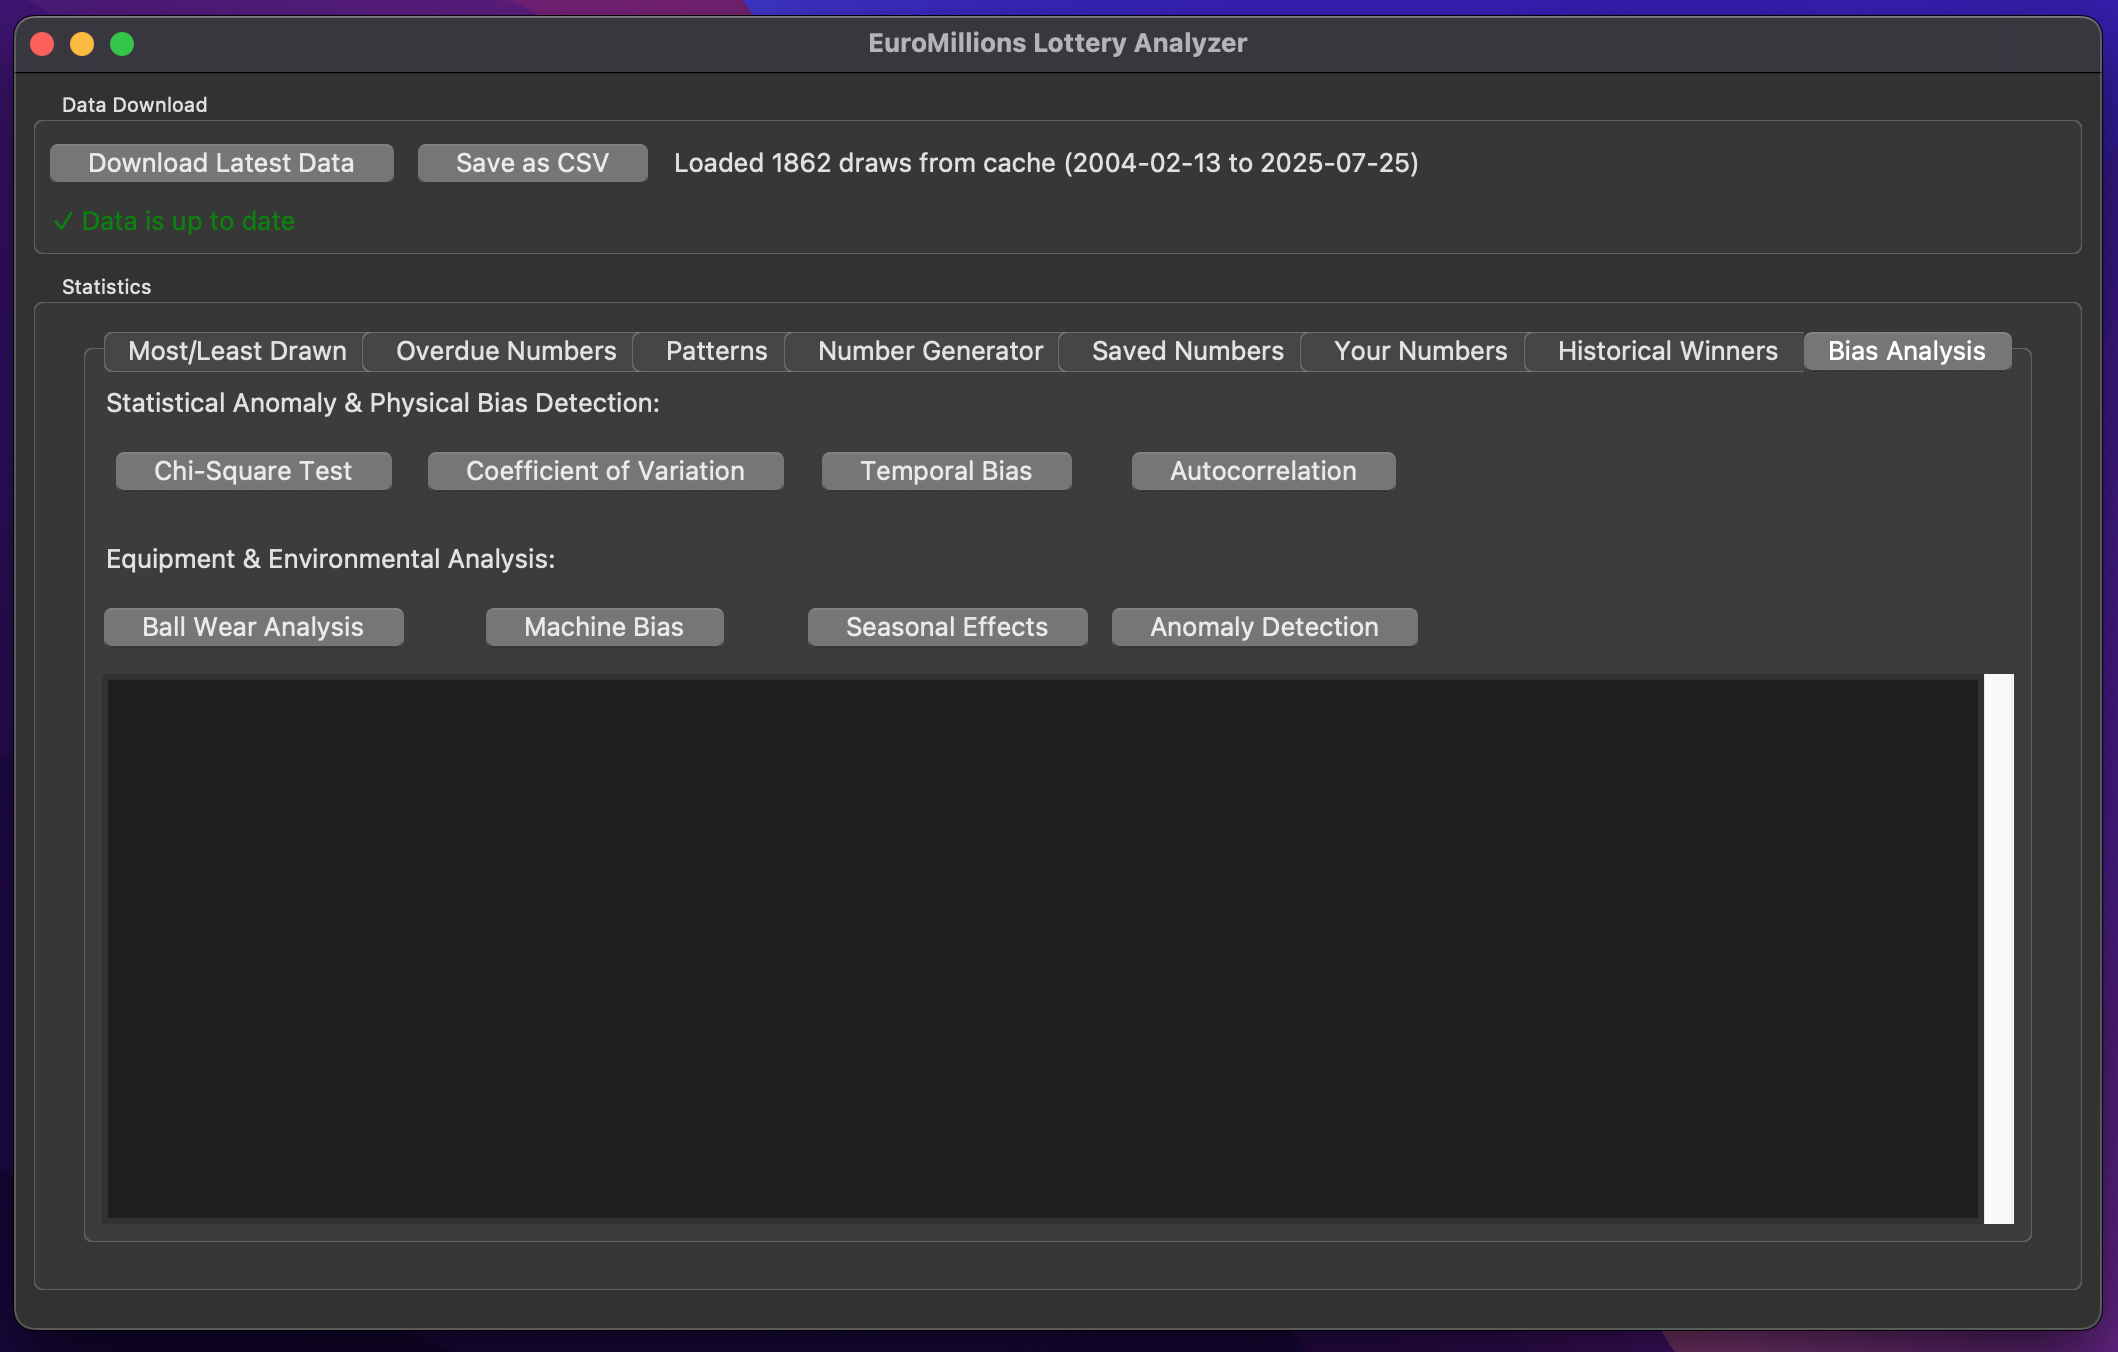 EuroMillions Lottery Analyzer
Data Download
Download Latest Data Save as CSV Loaded 1862 draws from cache (2004-02-13 to 2025-07-25)
✓ Data is up to date
Statistics
Most/Least Drawn Overdue Numbers Patterns Number Generator Saved Numbers Your Numbers Historical Winners Bias Analysis
Statistical Anomaly & Physical Bias Detection:
Chi-Square Test Coefficient of Variation Temporal Bias Autocorrelation
Equipment & Environmental Analysis:
Ball Wear Analysis Machine Bias Seasonal Effects Anomaly Detection